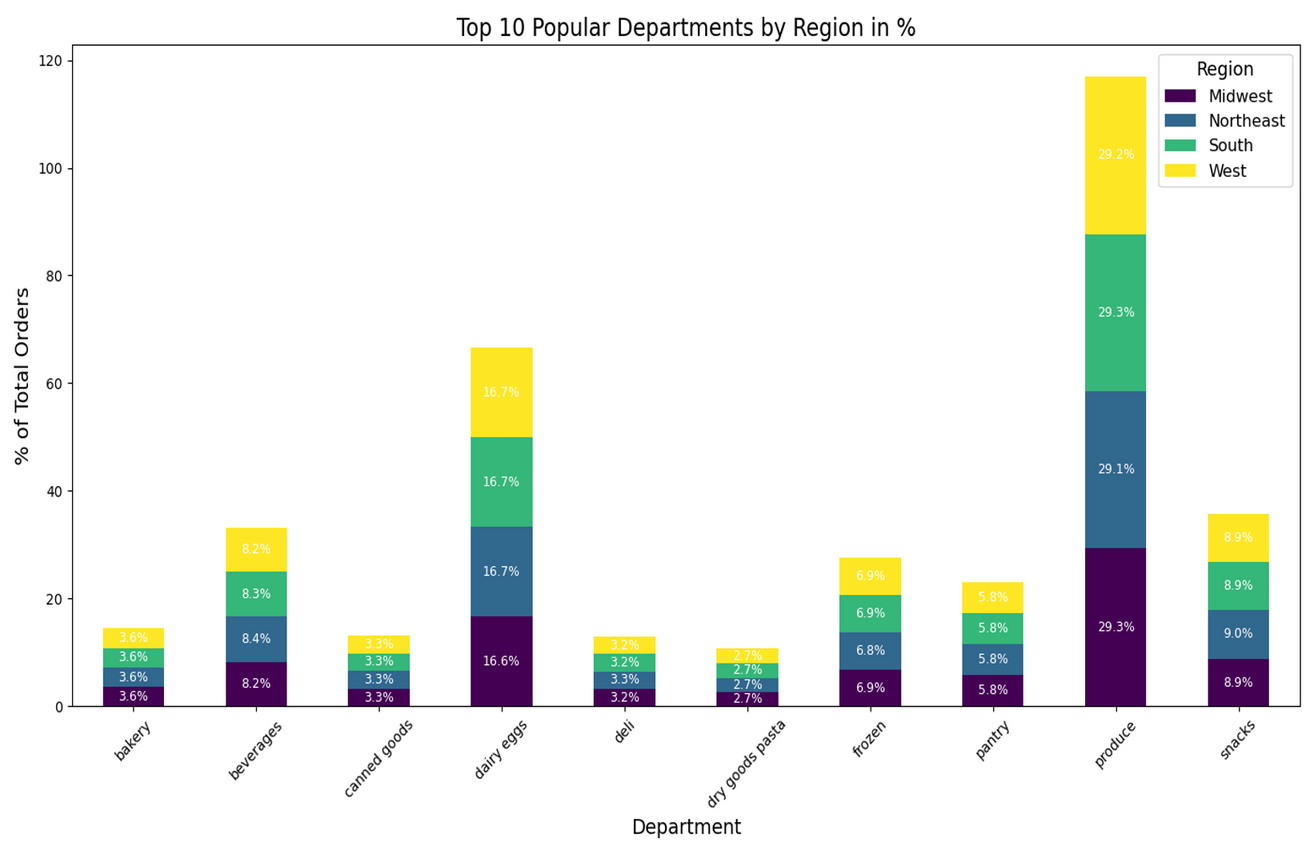 Top 10 Popular Departments by Region in %
% of Total Orders
120
100
80
60
40
20
0
Region
Midwest
Northeast
South
West
3.6%
3.6%
3.6%
3.6%
8.2%
8.3%
8.4%
8.2%
3.3%
3.3%
3.3%
3.3%
16.7%
16.7%
16.7%
16.6%
3.2%
3.2%
3.3%
3.2%
2.7%
2.7%
2.7%
2.7%
6.9%
6.9%
6.8%
6.9%
5.8%
5.8%
5.8%
5.8%
29.2%
29.3%
29.1%
29.3%
8.9%
8.9%
9.0%
8.9%
bakery
beverages
canned goods
dairy eggs
deli
dry goods pasta
frozen
pantry
produce
snacks
Department